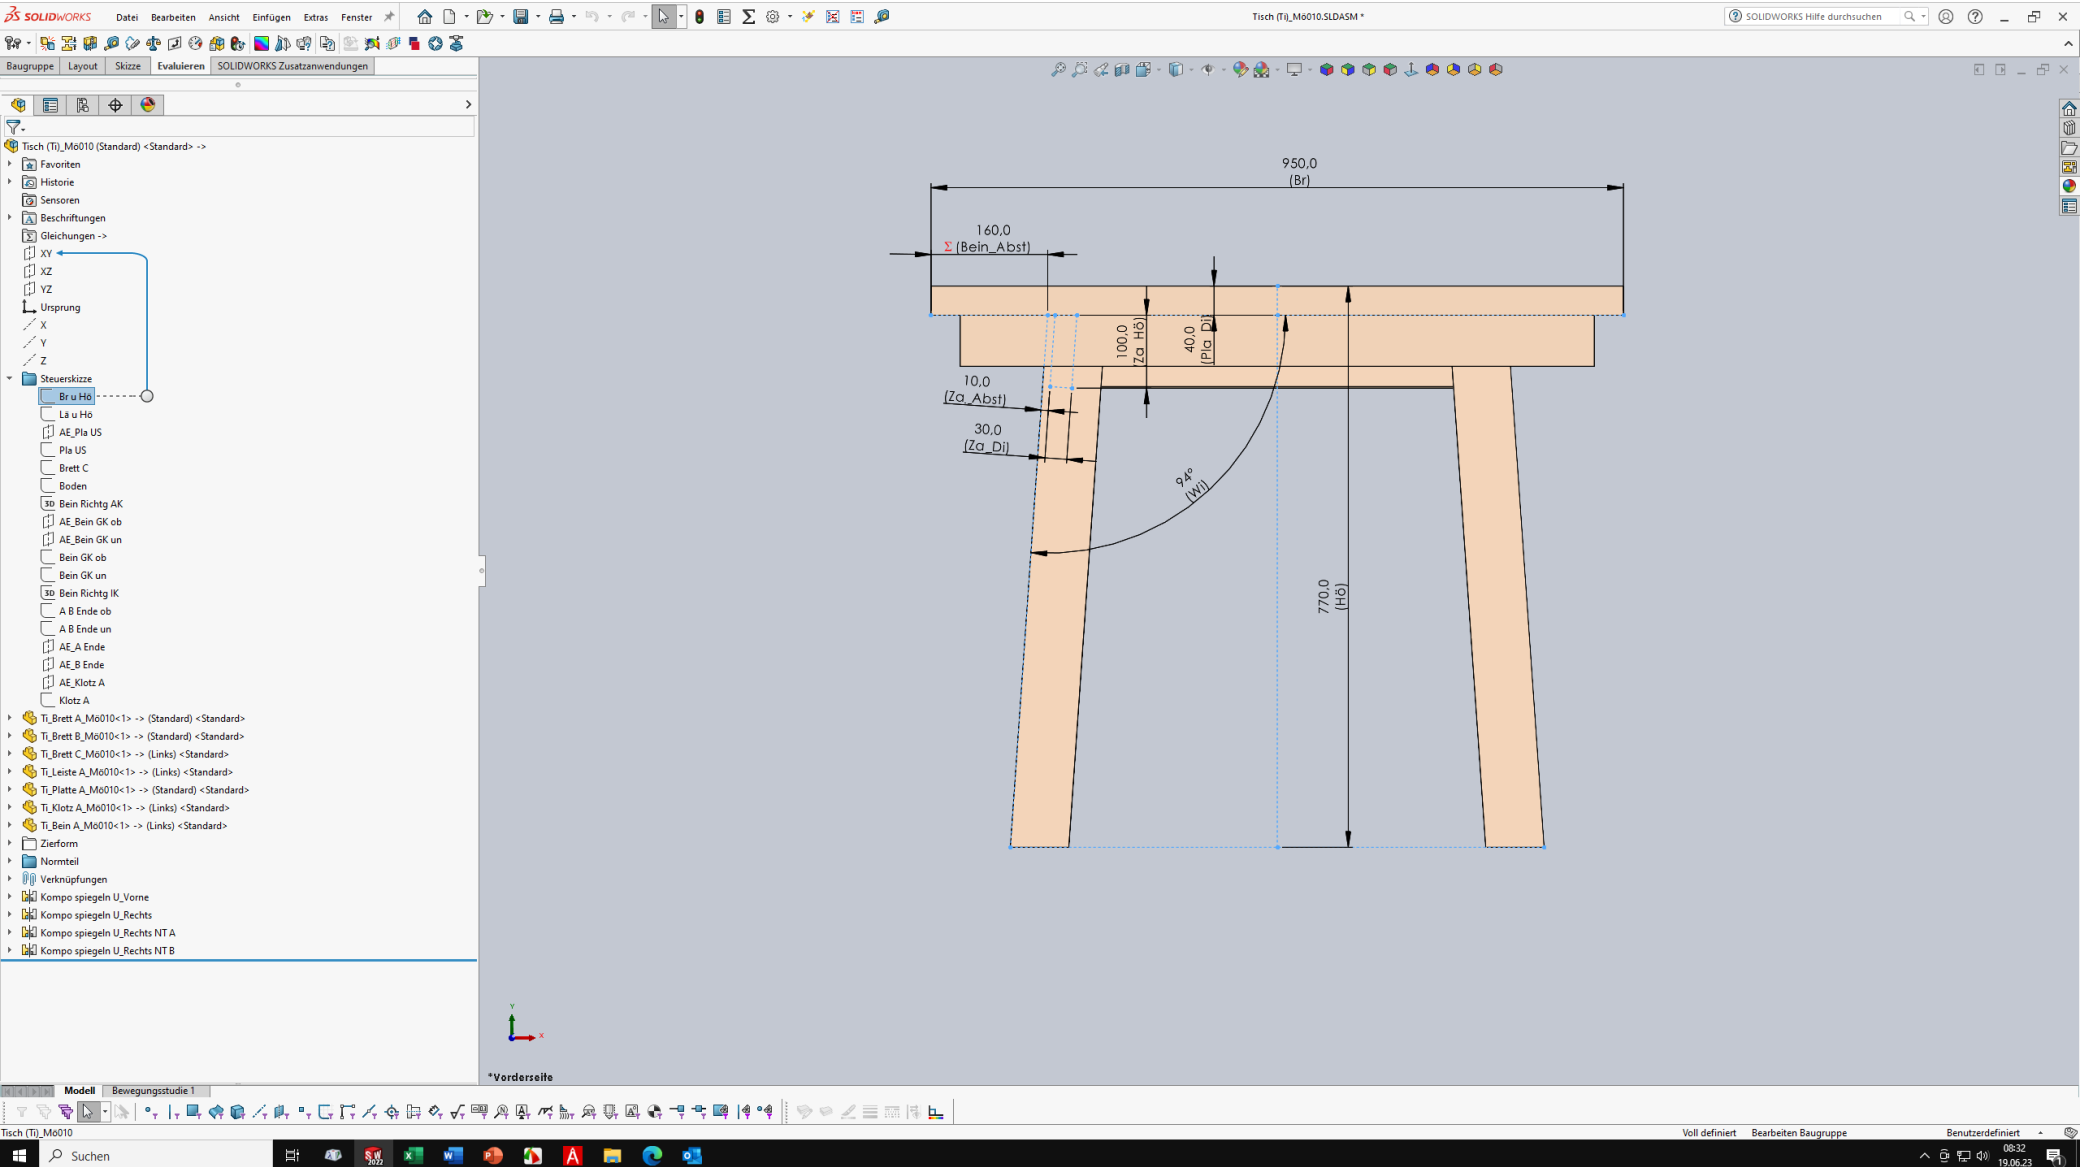 SOLIDWORKS Datei Bearbeiten Ansicht Einfügen Extras Fenster Tisch (Ti)_Mö010.SLDASM * SOLIDWORKS Hilfe durchsuchen
Baugruppe Layout Skizze Evaluieren SOLIDWORKS Zusatzanwendungen
Tisch (Ti)_Mö010 (Standard) <Standard> ->
Favoriten
Historie
Sensoren
Beschriftungen
Gleichungen ->
XY
XZ
YZ
Ursprung
X
Y
Z
Steuerskizze
Br u Hö
Lä u Hö
AE_Pla US
Pla US
Brett C
Boden
3D Bein Richtg AK
AE_Bein GK ob
AE_Bein GK un
Bein GK ob
Bein GK un
3D Bein Richtg IK
A B Ende ob
A B Ende un
AE_A Ende
AE_B Ende
AE_Klotz A
Klotz A
Ti_Brett A_Mö010<1> -> (Standard) <Standard>
Ti_Brett B_Mö010<1> -> (Standard) <Standard>
Ti_Brett C_Mö010<1> -> (Links) <Standard>
Ti_Leiste A_Mö010<1> -> (Links) <Standard>
Ti_Platte A_Mö010<1> -> (Standard) <Standard>
Ti_Klotz A_Mö010<1> -> (Links) <Standard>
Ti_Bein A_Mö010<1> -> (Links) <Standard>
Zierform
Normteil
Verknüpfungen
Kompo spiegeln U_Vorne
Kompo spiegeln U_Rechts
Kompo spiegeln U_Rechts NT A
Kompo spiegeln U_Rechts NT B
950,0
(Br)
160,0
Σ (Bein_Abst)
100,0
(Za_Hö)
40,0
(Pla_Di)
10,0
(Za_Abst)
30,0
(Za_Di)
94°
(Wi)
770,0
(Hö)
Y
X
*Vorderseite
Modell Bewegungsstudie 1
Tisch (Ti)_Mö010 Voll definiert Bearbeiten Baugruppe Benutzerdefiniert
Suchen
08:32
19.06.23